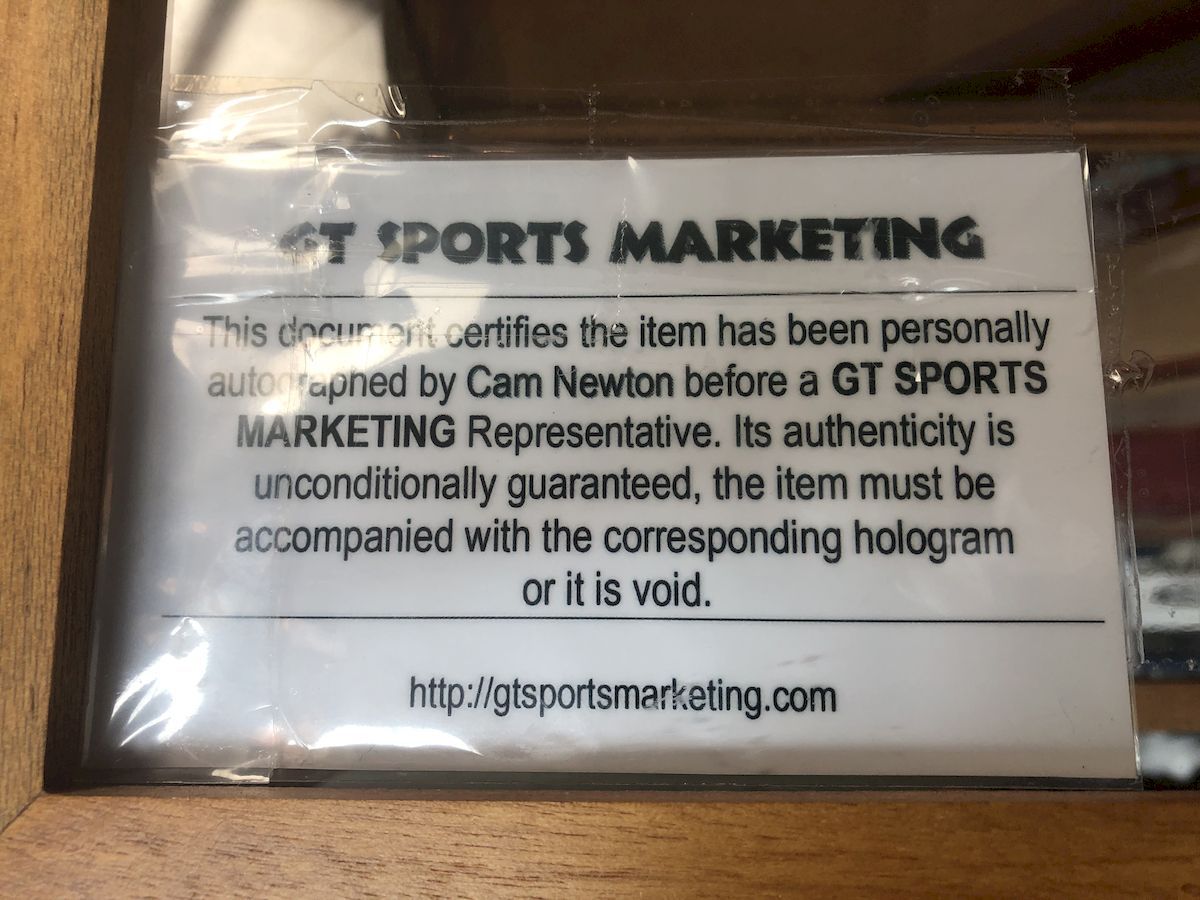 GT SPORTS MARKETING
This document certifies the item has been personally
autographed by Cam Newton before a GT SPORTS
MARKETING Representative. Its authenticity is
unconditionally guaranteed, the item must be
accompanied with the corresponding hologram
or it is void.
http://gtsportsmarketing.com